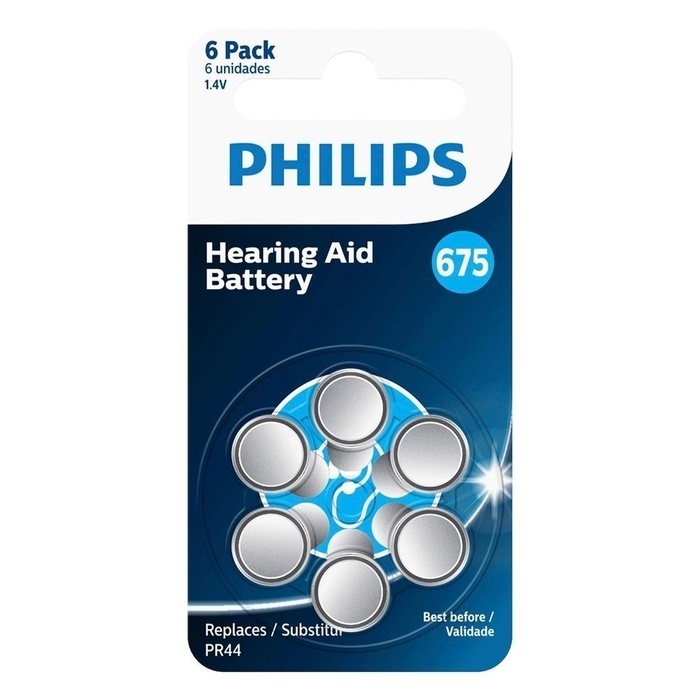 6 Pack
6 unidades
1.4V
PHILIPS
Hearing Aid
Battery
675
Best before /
Validade
Replaces / Substitui
PR44